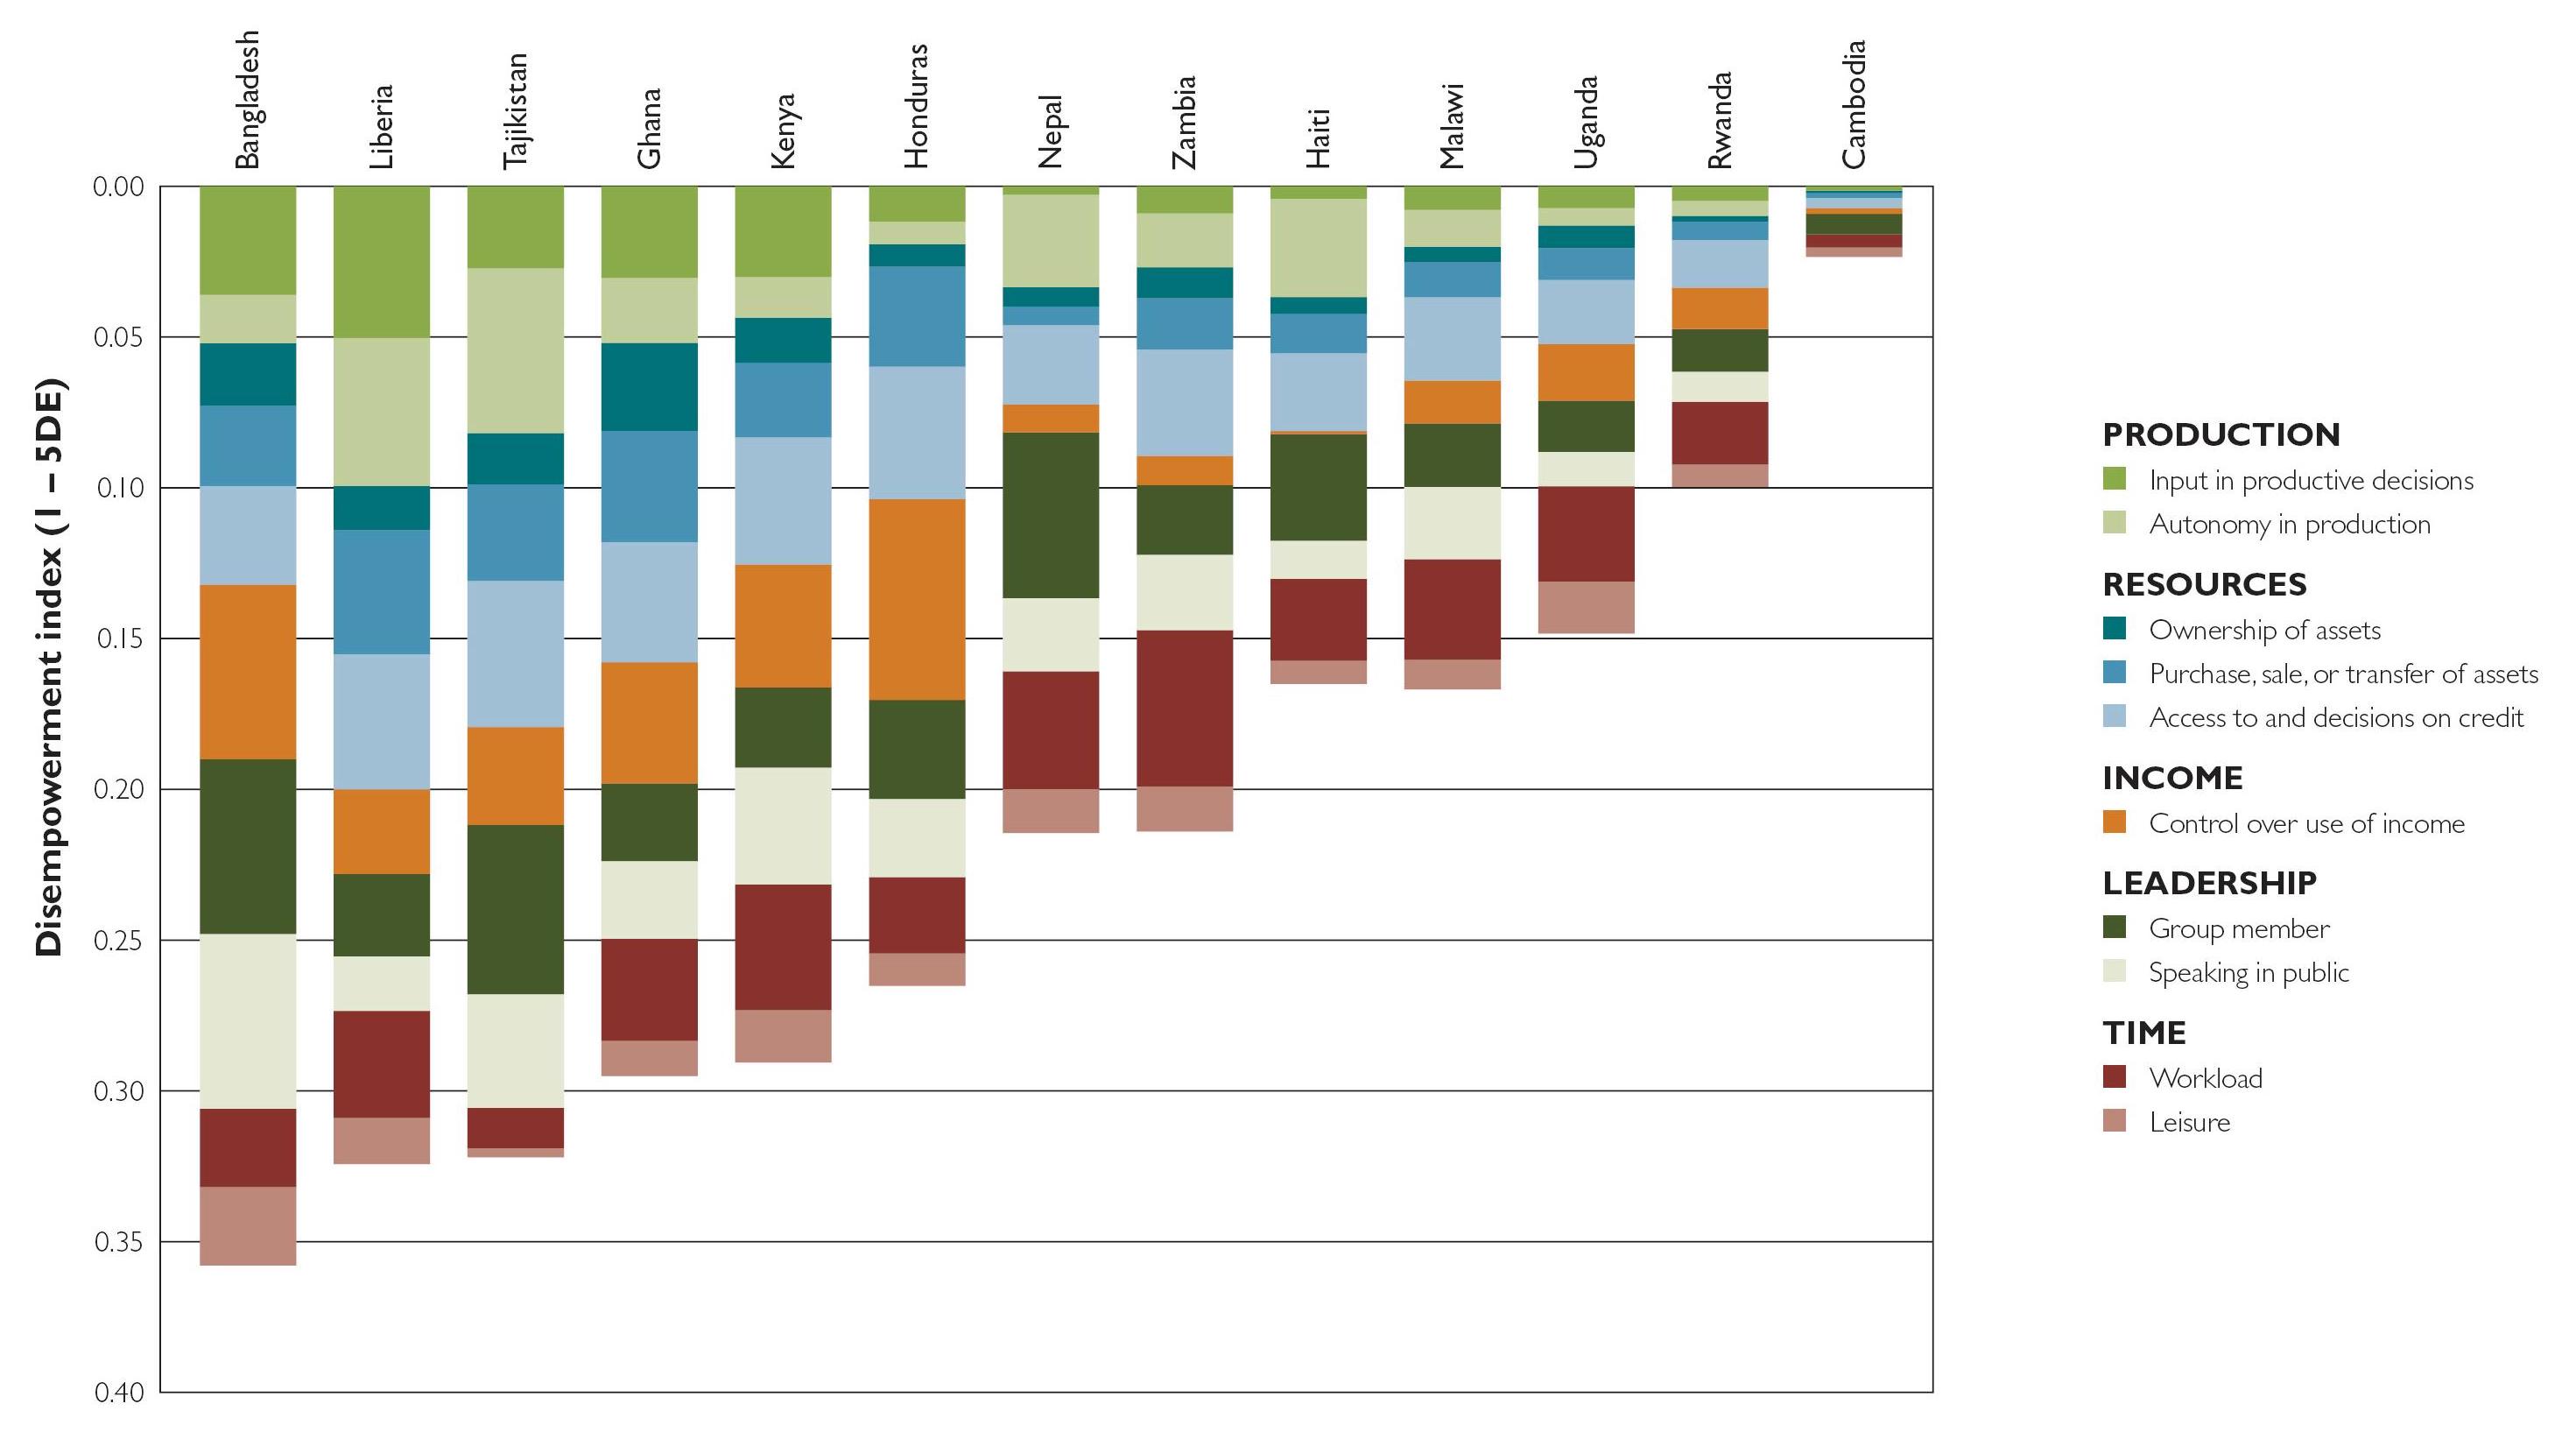 Bangladesh
Liberia
Tajikistan
Ghana
Kenya
Honduras
Nepal
Zambia
Haiti
Malawi
Uganda
Rwanda
Cambodia
Disempowerment index (1 – 5DE)
0.00
0.05
0.10
0.15
0.20
0.25
0.30
0.35
0.40
PRODUCTION
Input in productive decisions
Autonomy in production
RESOURCES
Ownership of assets
Purchase, sale, or transfer of assets
Access to and decisions on credit
INCOME
Control over use of income
LEADERSHIP
Group member
Speaking in public
TIME
Workload
Leisure